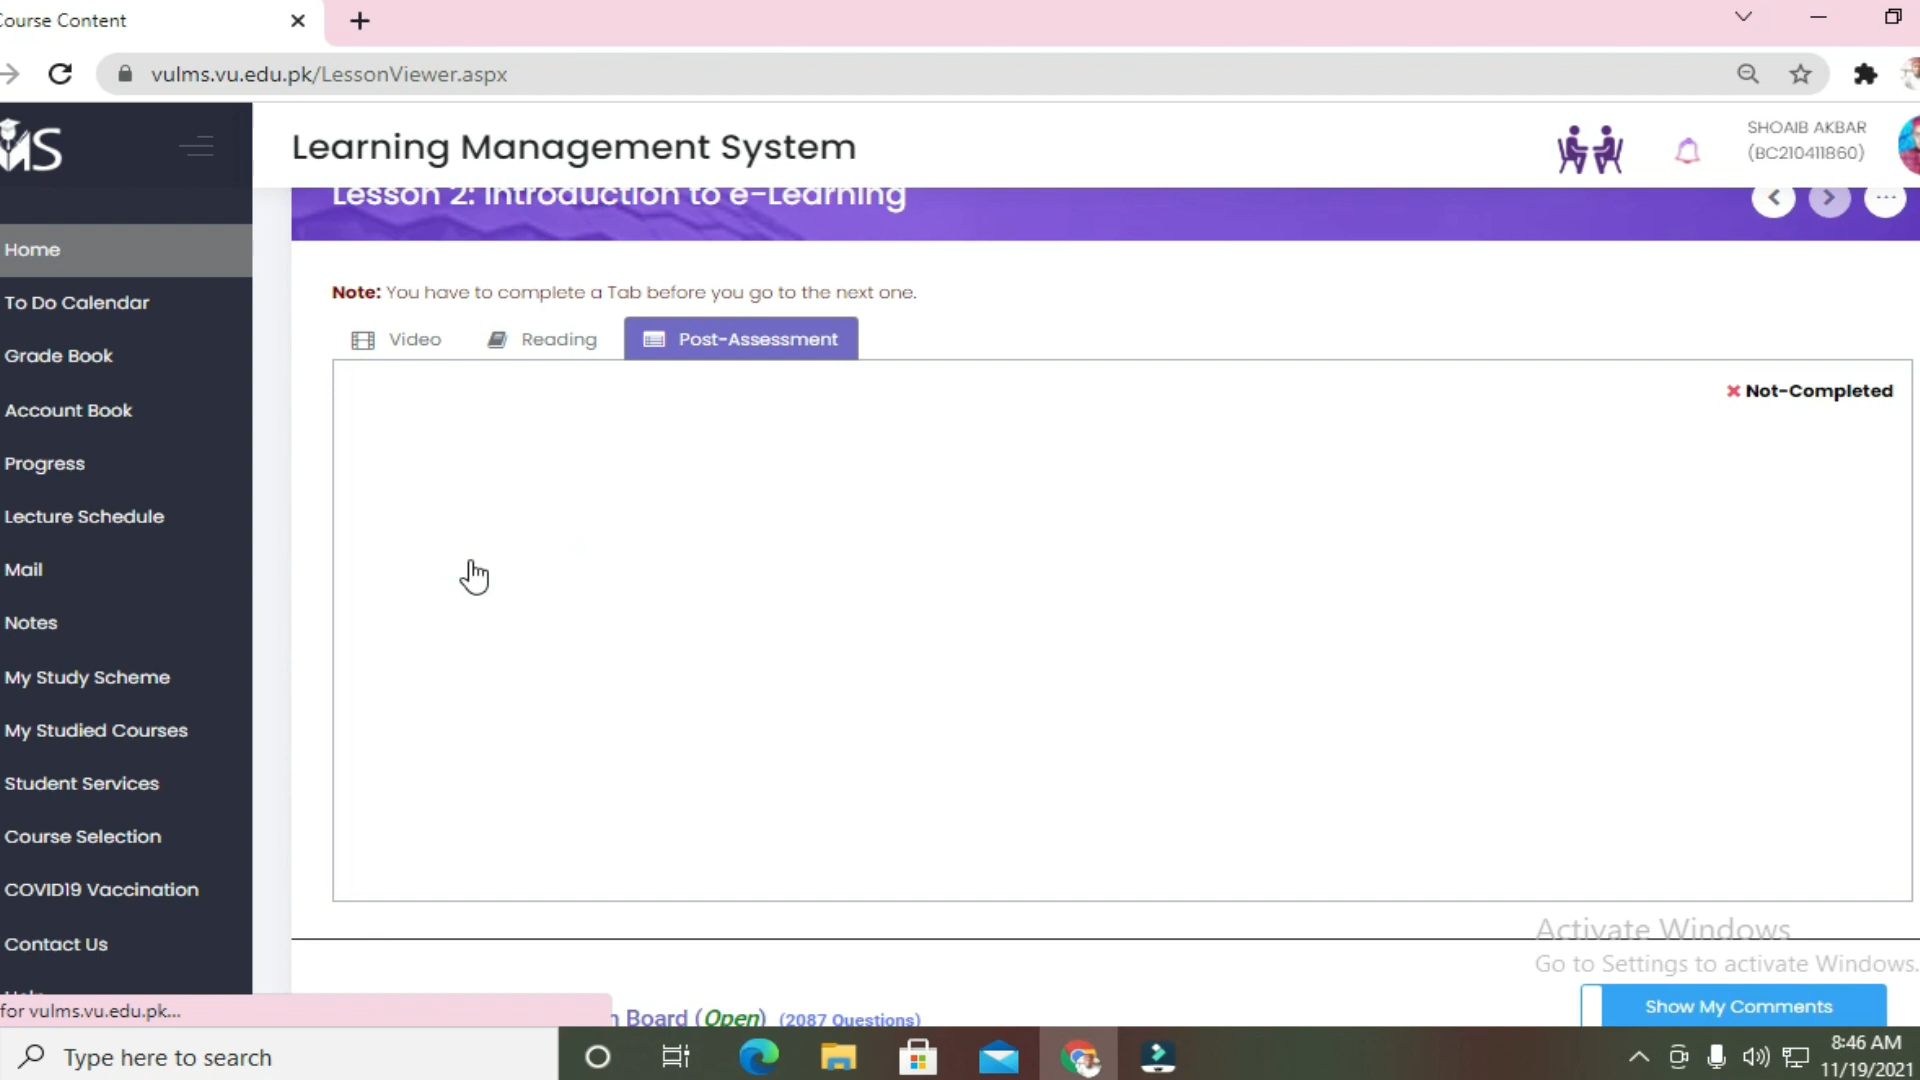 Course Content
vulms.vu.edu.pk/LessonViewer.aspx
MS
Learning Management System
SHOAIB AKBAR
(BC210411860)
Lesson 2: Introduction to e-Learning
Home
To Do Calendar
Grade Book
Account Book
Progress
Lecture Schedule
Mail
Notes
My Study Scheme
My Studied Courses
Student Services
Course Selection
COVID19 Vaccination
Contact Us
Help
Note: You have to complete a Tab before you go to the next one.
Video
Reading
Post-Assessment
Not-Completed
Activate Windows
Go to Settings to activate Windows.
n Board (Open) (2087 Questions)
Show My Comments
for vulms.vu.edu.pk...
Type here to search
8:46 AM
11/19/2021